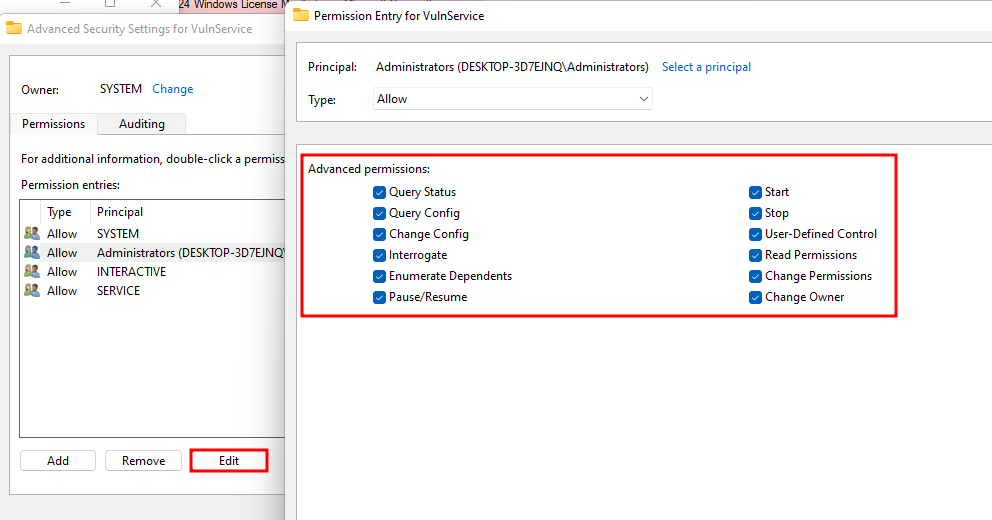 24 Windows License
Advanced Security Settings for VulnService
Owner: SYSTEM Change
Permissions Auditing
For additional information, double-click a permiss
Permission entries:
Type Principal
Allow SYSTEM
Allow Administrators (DESKTOP-3D7EJNQ\
Allow INTERACTIVE
Allow SERVICE
Add Remove Edit
Permission Entry for VulnService
Principal: Administrators (DESKTOP-3D7EJNQ\Administrators) Select a principal
Type: Allow
Advanced permissions:
Query Status Start
Query Config Stop
Change Config User-Defined Control
Interrogate Read Permissions
Enumerate Dependents Change Permissions
Pause/Resume Change Owner